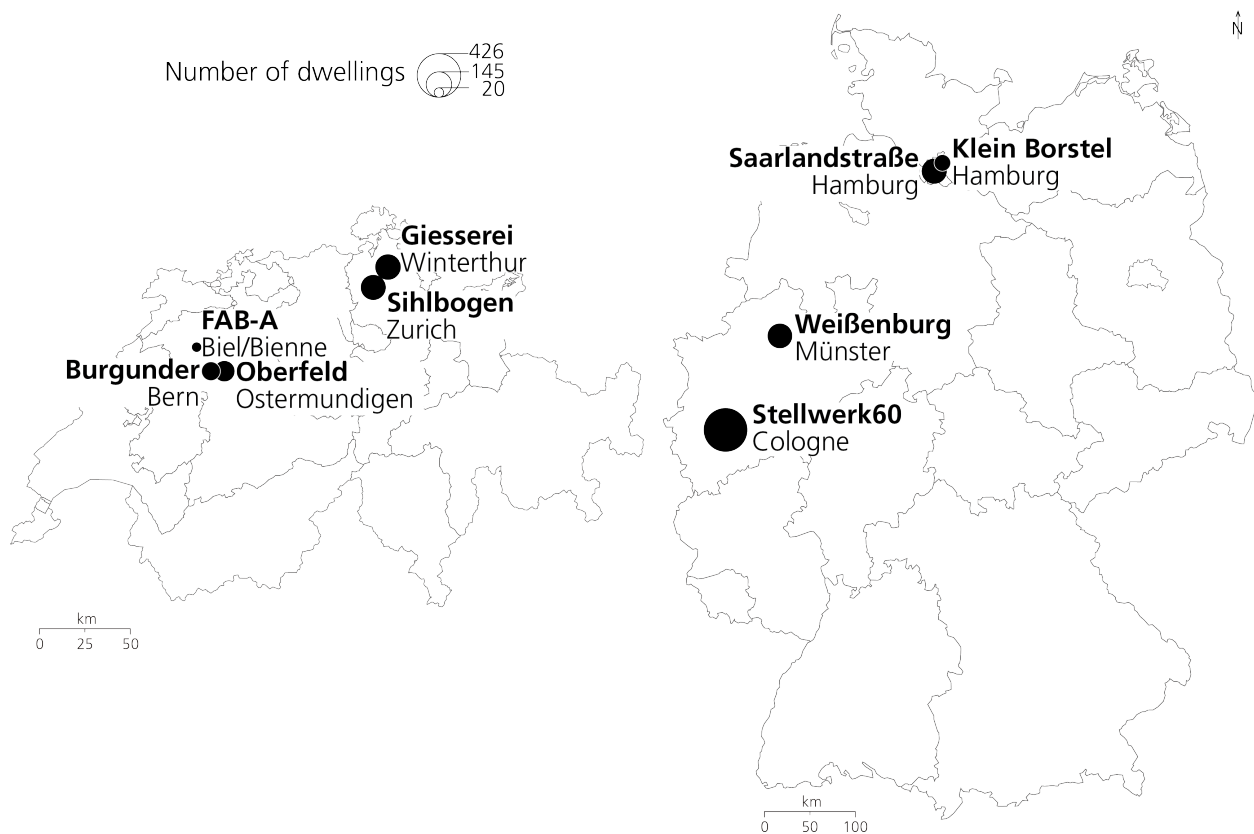 Number of dwellings
426
145
20
N
Giesserei
Winterthur
Sihlbogen
Zurich
FAB-A
Biel/Bienne
Burgunder
Bern
Oberfeld
Ostermundigen
km
0 25 50
Saarlandstraße
Hamburg
Klein Borstel
Hamburg
Weißenburg
Münster
Stellwerk60
Cologne
km
0 50 100